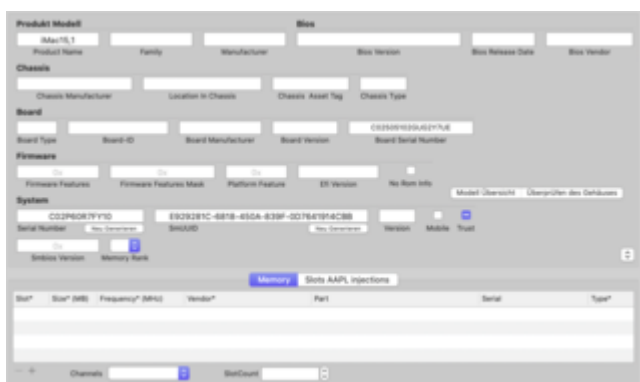 Produkt Modell Bios
iMac15,1
Product Name Family Manufacturer Bios Version Bios Release Date Bios Vendor
Chassis
Chassis Manufacturer Location In Chassis Chassis Asset Tag Chassis Type
Board
Board Type Board-ID Board Manufacturer Board Version Board Serial Number
Firmware
0x 0x 0x
Firmware Features Firmware Features Mask Platform Feature Efi Version No Rom Info
Modell Übersicht Überprüfen des Gehäuses
System
C02P60R7FY10
Serial Number Neu Generieren SmUUID Neu Generieren Version Mobile Trust
0x
Smbios Version Memory Rank
Memory Slots AAPL injections
Slot* Size* (MB) Frequency* (MHz) Vendor* Part Serial Type*
- + Channels SlotCount